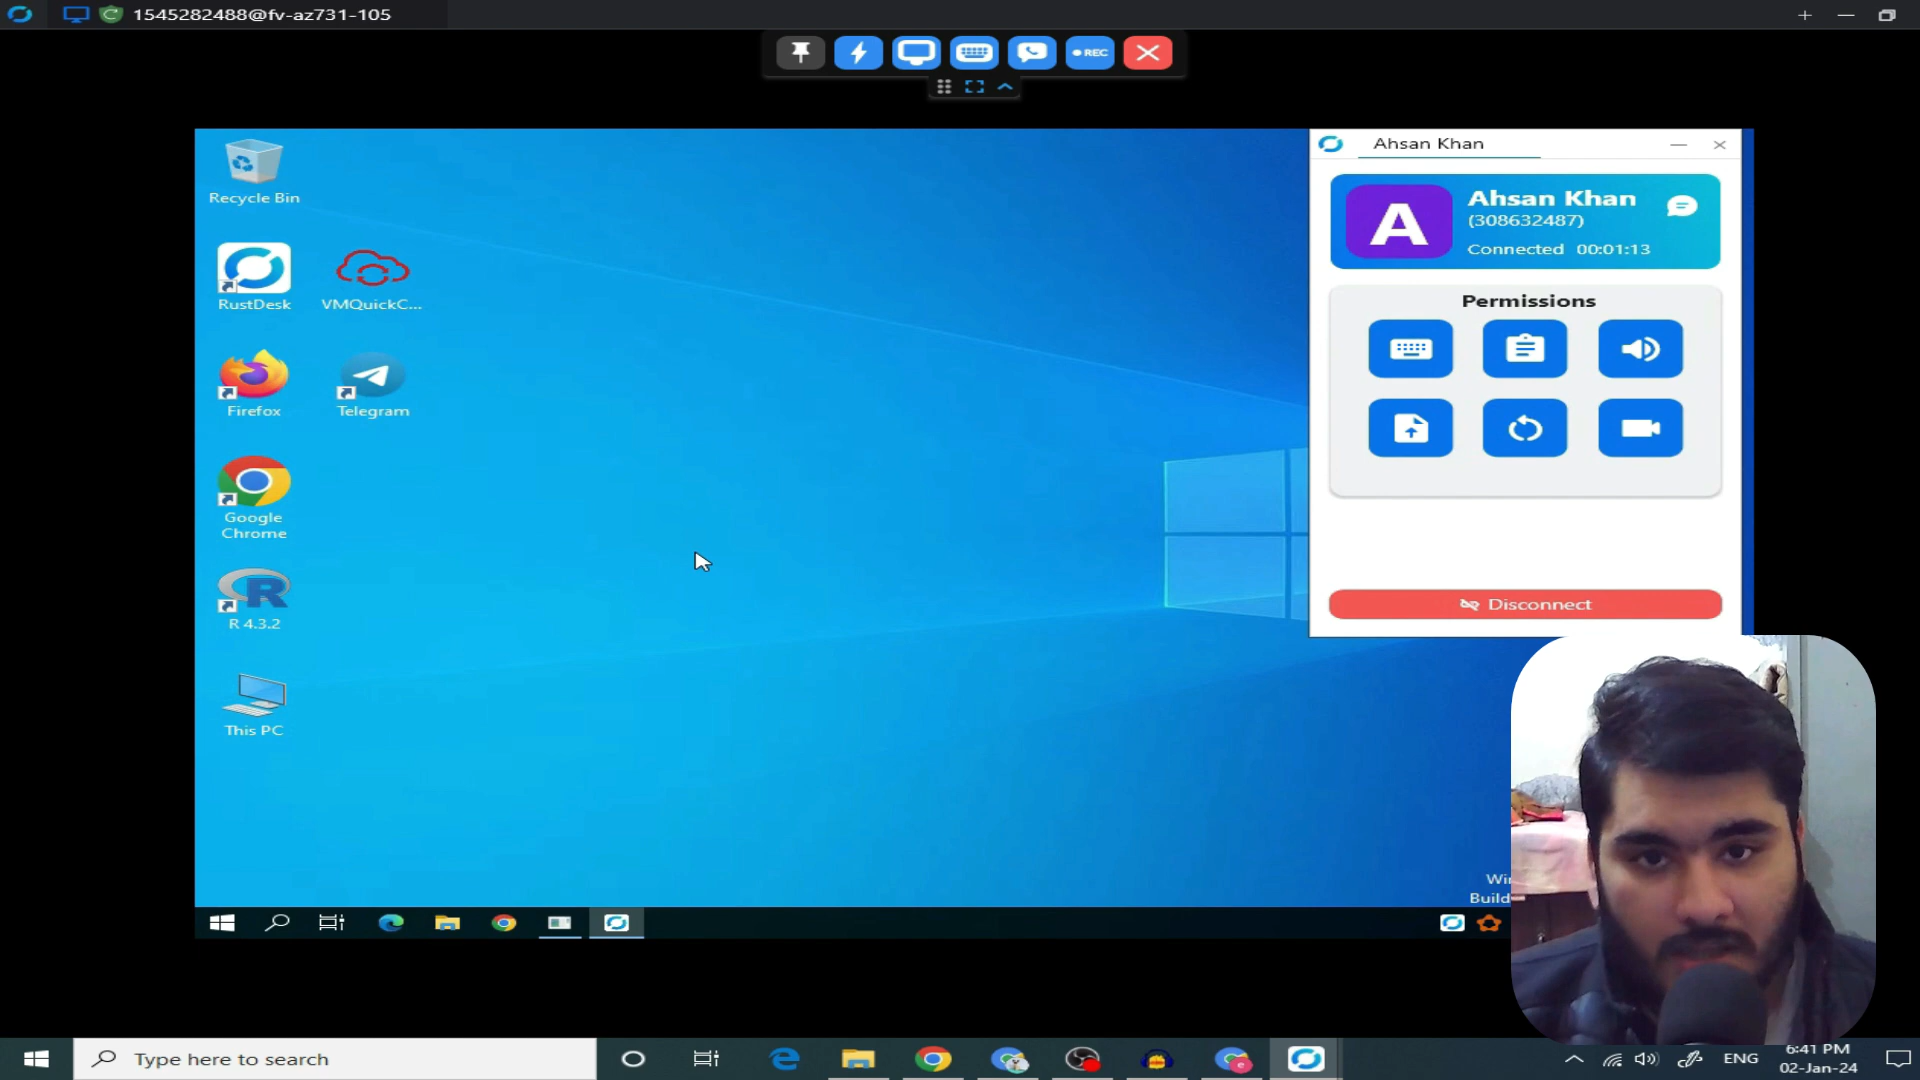 1545282488@fv-az731-105
REC
Recycle Bin
RustDesk
VMQuickC...
Firefox
Telegram
Google
Chrome
R 4.3.2
This PC
Ahsan Khan
A
Ahsan Khan
(308632487)
Connected 00:01:13
Permissions
Disconnect
Build
Type here to search
ENG
6:41 PM
02-Jan-24